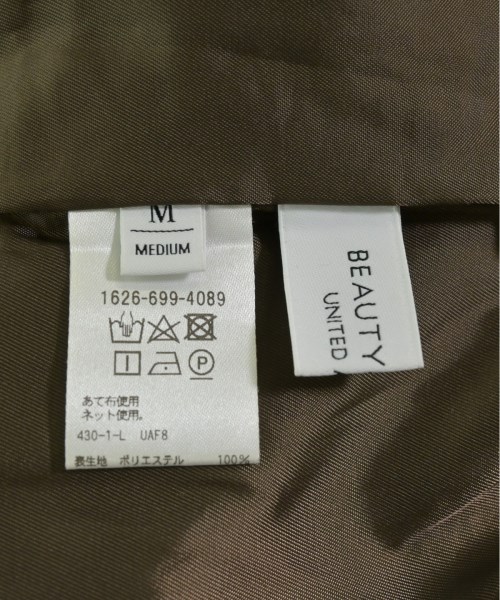 M
MEDIUM
1626-699-4089
あて布使用
ネット使用。
430-1-L UAF8
表生地 ポリエステル 100%
BEAUTY
UNITED